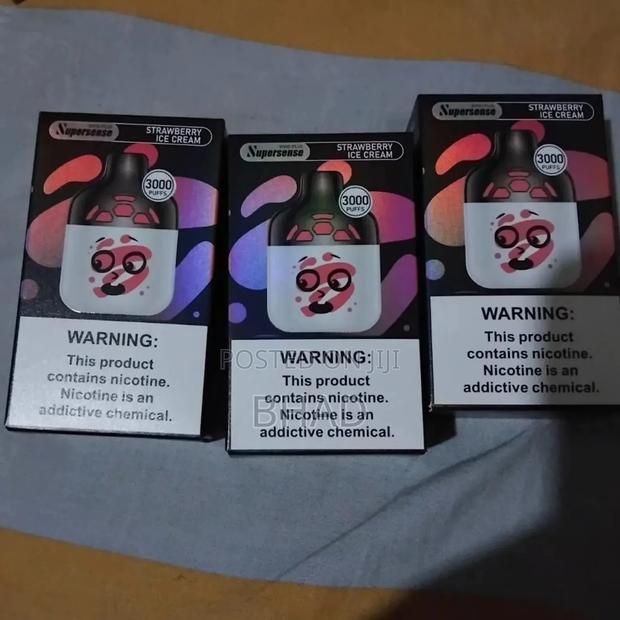 Supersense
STRAWBERRY
ICE CREAM
3000
PUFFS
WARNING:
This product
contains nicotine.
Nicotine is an
addictive chemical.
Supersense
STRAWBERRY
ICE CREAM
3000
PUFFS
WARNING:
This product
contains nicotine.
Nicotine is an
addictive chemical.
Supersense
STRAWBERRY
ICE CREAM
3000
PUFFS
WARNING:
This product
contains nicotine.
Nicotine is an
addictive chemical.
POSTED ON JIJI
BHAD